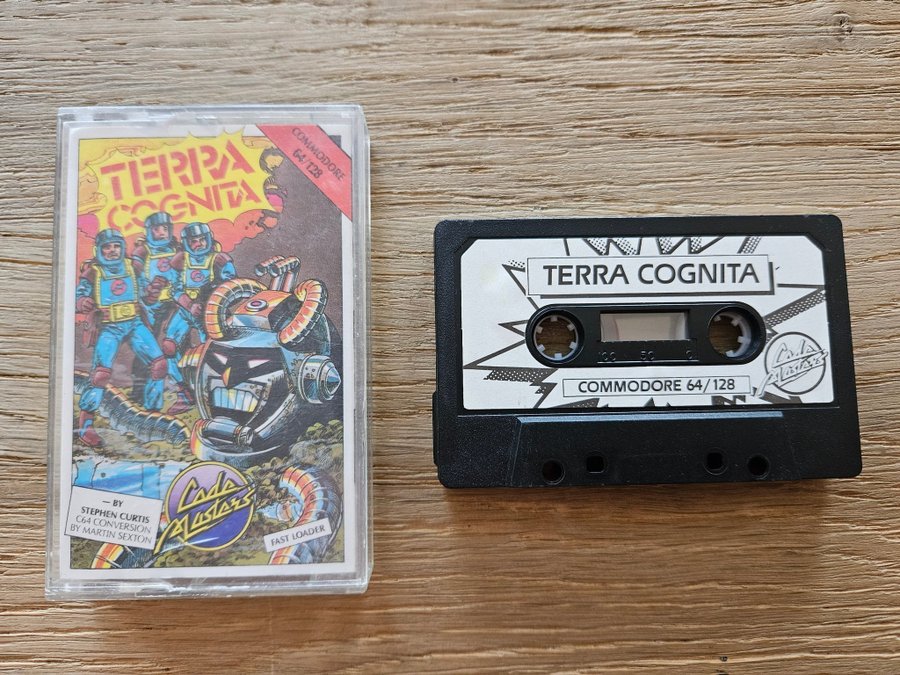 TERRA
COGNITA
COMMODORE
64/128
— BY
STEPHEN CURTIS
C64 CONVERSION
BY MARTIN SEXTON
Code
Masters
FAST LOADER
TERRA COGNITA
100 50 0
COMMODORE 64/128
Code
Masters